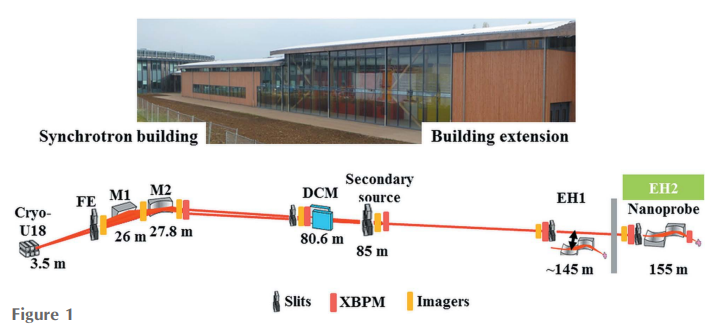 Synchrotron building
Building extension
Cryo-
U18
3.5 m
FE
M1
26 m
M2
27.8 m
DCM
80.6 m
Secondary
source
85 m
EH1
~145 m
EH2
Nanoprobe
155 m
Slits
XBPM
Imagers
Figure 1